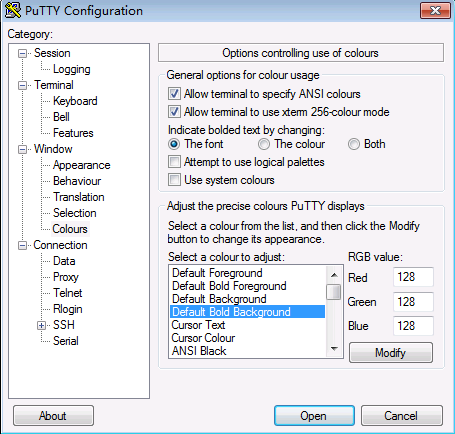 PuTTY Configuration
Category:
Session
Logging
Terminal
Keyboard
Bell
Features
Window
Appearance
Behaviour
Translation
Selection
Colours
Connection
Data
Proxy
Telnet
Rlogin
SSH
Serial
Options controlling use of colours
General options for colour usage
Allow terminal to specify ANSI colours
Allow terminal to use xterm 256-colour mode
Indicate bolded text by changing:
The font The colour Both
Attempt to use logical palettes
Use system colours
Adjust the precise colours PuTTY displays
Select a colour from the list, and then click the Modify
button to change its appearance.
Select a colour to adjust:
Default Foreground
Default Bold Foreground
Default Background
Default Bold Background
Cursor Text
Cursor Colour
ANSI Black
RGB value:
Red 128
Green 128
Blue 128
Modify
About Open Cancel